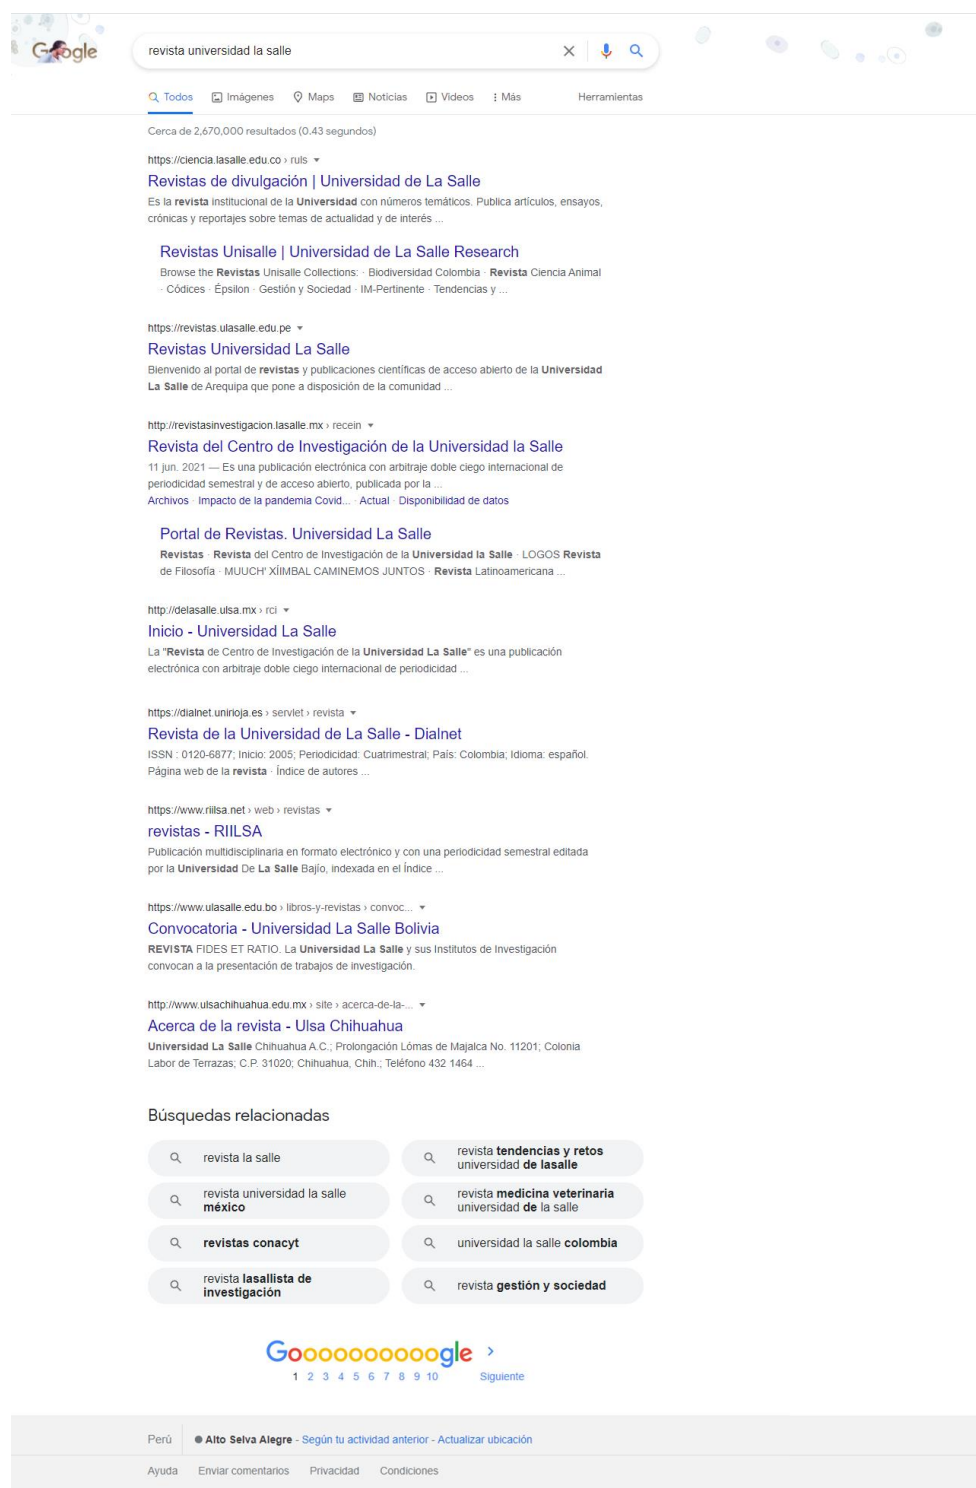 Google
revista universidad la salle
Todos Imágenes Maps Noticias Videos Más Herramientas
Cerca de 2,670,000 resultados (0.43 segundos)
https://ciencia.lasalle.edu.co › ruls
Revistas de divulgación | Universidad de La Salle
Es la revista institucional de la Universidad con números temáticos. Publica artículos, ensayos,
crónicas y reportajes sobre temas de actualidad y de interés ...
Revistas Unisalle | Universidad de La Salle Research
Browse the Revistas Unisalle Collections: · Biodiversidad Colombia · Revista Ciencia Animal
· Códices · Épsilon · Gestión y Sociedad · IM-Pertinente · Tendencias y ...
https://revistas.ulasalle.edu.pe
Revistas Universidad La Salle
Bienvenido al portal de revistas y publicaciones científicas de acceso abierto de la Universidad
La Salle de Arequipa que pone a disposición de la comunidad ...
http://revistasinvestigacion.lasalle.mx › recein
Revista del Centro de Investigación de la Universidad la Salle
11 jun. 2021 — Es una publicación electrónica con arbitraje doble ciego internacional de
periodicidad semestral y de acceso abierto, publicada por la ...
Archivos · Impacto de la pandemia Covid... · Actual · Disponibilidad de datos
Portal de Revistas. Universidad La Salle
Revistas · Revista del Centro de Investigación de la Universidad la Salle · LOGOS Revista
de Filosofía · MUUCH' XÍIMBAL CAMINEMOS JUNTOS · Revista Latinoamericana ...
http://delasalle.ulsa.mx › rci
Inicio - Universidad La Salle
La "Revista de Centro de Investigación de la Universidad La Salle" es una publicación
electrónica con arbitraje doble ciego internacional de periodicidad ...
https://dialnet.unirioja.es › servlet › revista
Revista de la Universidad de La Salle - Dialnet
ISSN : 0120-6877; Inicio: 2005; Periodicidad: Cuatrimestral; País: Colombia; Idioma: español.
Página web de la revista · Índice de autores ...
https://www.riilsa.net › web › revistas
revistas - RIILSA
Publicación multidisciplinaria en formato electrónico y con una periodicidad semestral editada
por la Universidad De La Salle Bajío, indexada en el Índice ...
https://www.ulasalle.edu.bo › libros-y-revistas › convoc...
Convocatoria - Universidad La Salle Bolivia
REVISTA FIDES ET RATIO. La Universidad La Salle y sus Institutos de Investigación
convocan a la presentación de trabajos de investigación.
http://www.ulsachihuahua.edu.mx › site › acerca-de-la-...
Acerca de la revista - Ulsa Chihuahua
Universidad La Salle Chihuahua A.C.; Prolongación Lómas de Majalca No. 11201; Colonia
Labor de Terrazas; C.P. 31020; Chihuahua, Chih.; Teléfono 432 1464 ...
Búsquedas relacionadas
revista la salle
revista tendencias y retos
universidad de lasalle
revista universidad la salle
méxico
revista medicina veterinaria
universidad de la salle
revistas conacyt
universidad la salle colombia
revista lasallista de
investigación
revista gestión y sociedad
Goooooooooogle
1 2 3 4 5 6 7 8 9 10 Siguiente
Perú Alto Selva Alegre - Según tu actividad anterior - Actualizar ubicación
Ayuda Enviar comentarios Privacidad Condiciones